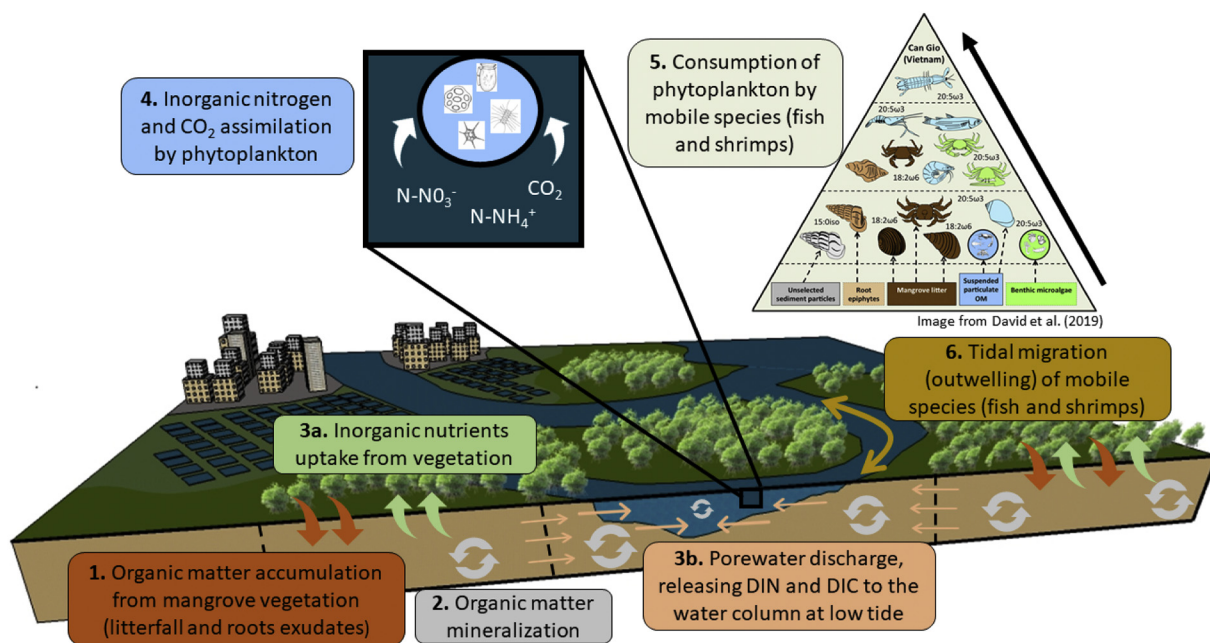 4. Inorganic nitrogen
and CO₂ assimilation
by phytoplankton
N-N0₃⁻
N-NH₄⁺
CO₂
5. Consumption of
phytoplankton by
mobile species (fish
and shrimps)
Can Gio
(Vietnam)
20:5ω3
20:5ω3
18:2ω6
20:5ω3
20:5ω3
15:0iso
18:2ω6
18:2ω6
20:5ω3
Unselected
sediment particles
Root
epiphytes
Mangrove litter
Suspended
particulate
OM
Benthic microalgae
Image from David et al. (2019)
6. Tidal migration
(outwelling) of mobile
species (fish and shrimps)
3a. Inorganic nutrients
uptake from vegetation
1. Organic matter accumulation
from mangrove vegetation
(litterfall and roots exudates)
2. Organic matter
mineralization
3b. Porewater discharge,
releasing DIN and DIC to the
water column at low tide